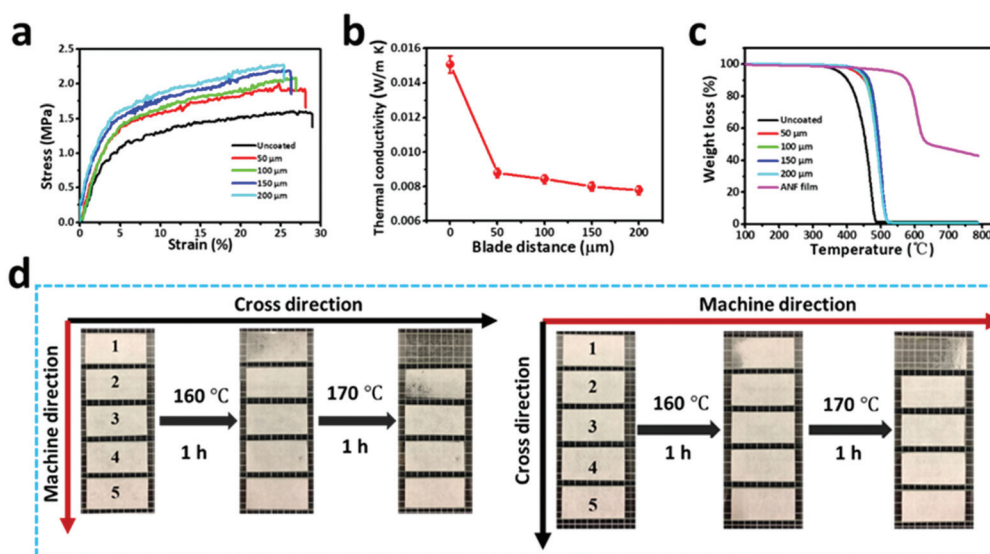 a
Stress (MPa)
2.5
2.0
1.5
1.0
0.5
0.0
Uncoated
50 μm
100 μm
150 μm
200 μm
0 5 10 15 20 25 30
Strain (%)
b
Thermal conductivity (W/m K)
0.016
0.014
0.012
0.010
0.008
0.006
0 50 100 150 200
Blade distance (μm)
c
Weight loss (%)
100
80
60
40
20
0
Uncoated
50 μm
100 μm
150 μm
200 μm
ANF film
100 200 300 400 500 600 700 800
Temperature (℃)
d
Cross direction
Machine direction
1
2
3
4
5
160 ℃
1 h
170 ℃
1 h
Machine direction
Cross direction
1
2
3
4
5
160 ℃
1 h
170 ℃
1 h